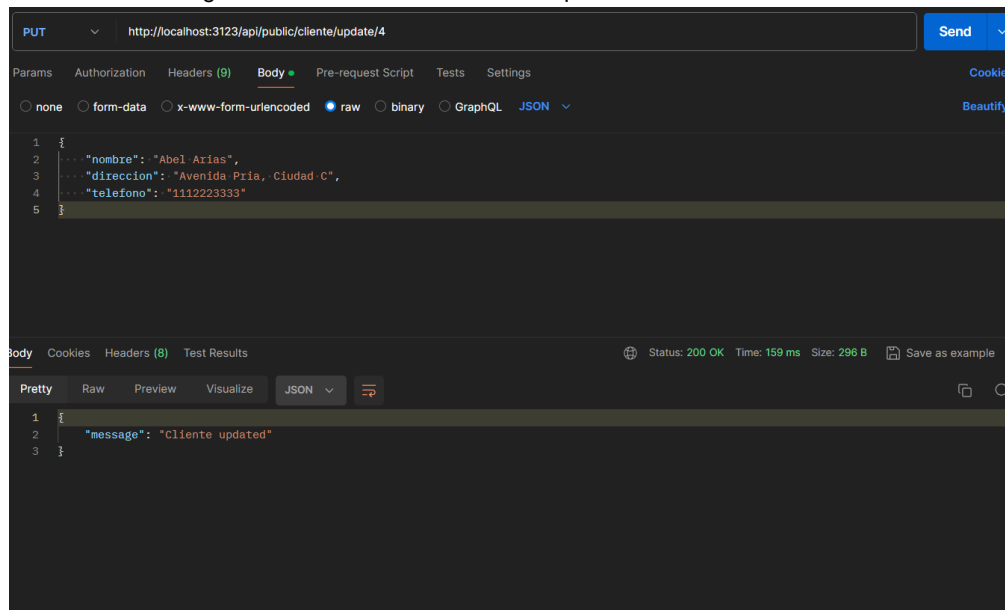 PUT http://localhost:3123/api/public/cliente/update/4 Send
Params Authorization Headers (9) Body Pre-request Script Tests Settings Cookie
none form-data x-www-form-urlencoded raw binary GraphQL JSON Beautify
1 {
2 "nombre": "Abel Arias",
3 "direccion": "Avenida Pria, Ciudad C",
4 "telefono": "1112223333"
5 }
Body Cookies Headers (8) Test Results Status: 200 OK Time: 159 ms Size: 296 B Save as example
Pretty Raw Preview Visualize JSON
1 {
2 "message": "Cliente updated"
3 }